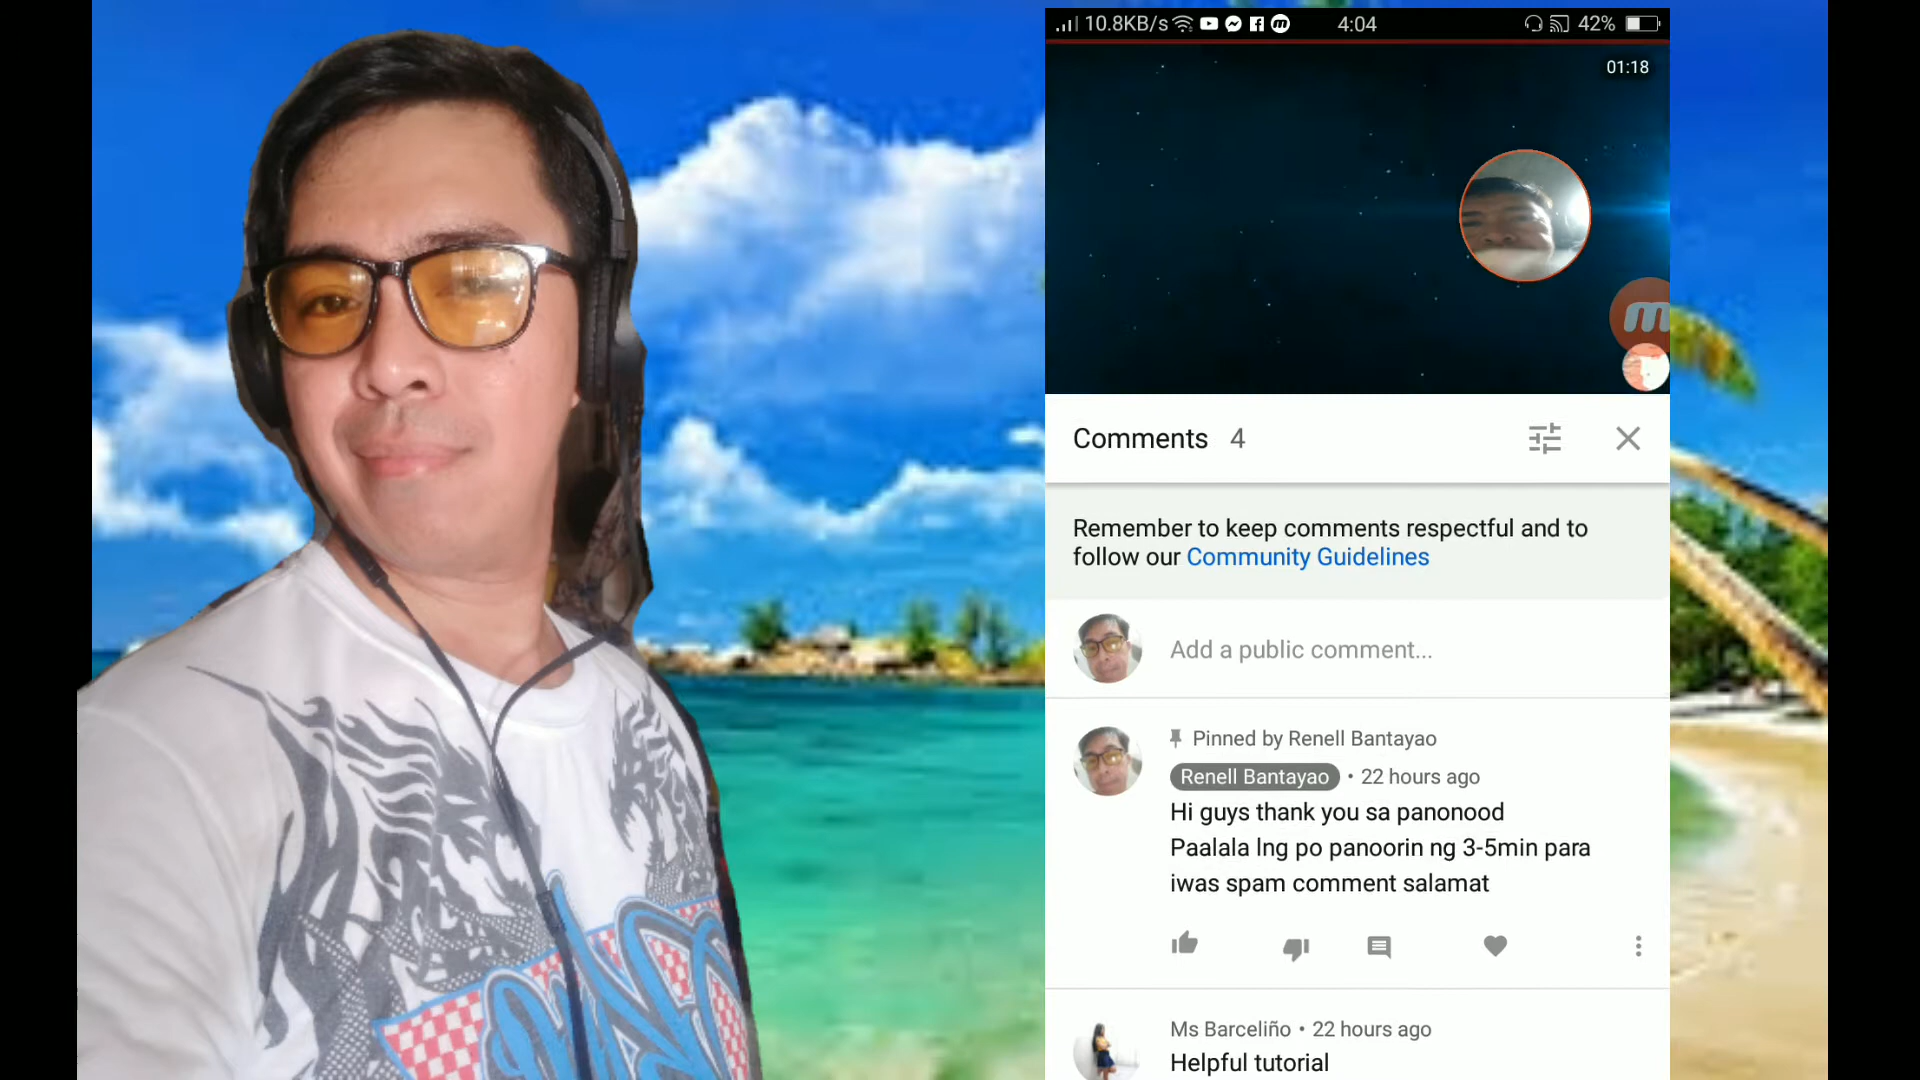 10.8KB/s 4:04 42%
01:18
Comments 4
Remember to keep comments respectful and to
follow our Community Guidelines
Add a public comment...
Pinned by Renell Bantayao
Renell Bantayao • 22 hours ago
Hi guys thank you sa panonood
Paalala lng po panoorin ng 3-5min para
iwas spam comment salamat
Ms Barceliño • 22 hours ago
Helpful tutorial